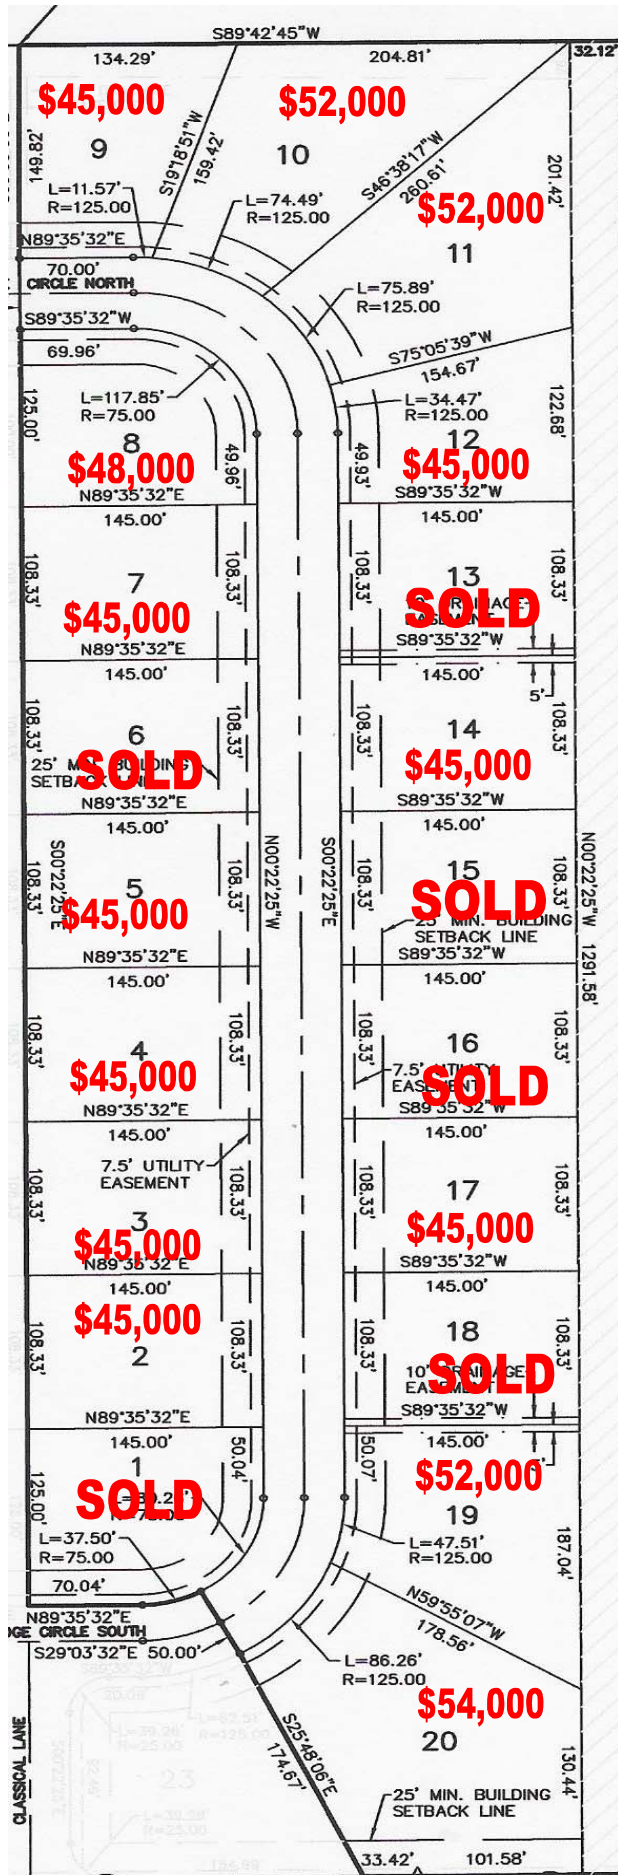 S89°42'45"W
134.29'
204.81'
32.12'
$45,000
$52,000
9
10
149.82'
S19°18'51"W
159.42'
S46°38'17"W
260.61'
201.42'
L=11.57'
R=125.00
L=74.49'
R=125.00
$52,000
11
N89°35'32"E
70.00'
CIRCLE NORTH
L=75.89'
R=125.00
S89°35'32"W
69.96'
S75°05'39"W
154.67'
L=117.85'
R=75.00
L=34.47'
R=125.00
125.00'
122.68'
8
12
$48,000
$45,000
49.96'
49.93'
N89°35'32"E
S89°35'32"W
145.00'
145.00'
108.33'
108.33'
108.33'
108.33'
7
13
$45,000
SOLD
EASEMENT
N89°35'32"E
S89°35'32"W
145.00'
145.00'
5'
108.33'
108.33'
108.33'
108.33'
6
14
SOLD
$45,000
25' MIN. BUILDING
SETBACK LINE
N89°35'32"E
S89°35'32"W
145.00'
145.00'
108.33'
S00°22'25"E
108.33'
N00°22'25"W
S00°22'25"E
108.33'
108.33'
N00°22'25"W 1291.58'
5
15
$45,000
SOLD
25' MIN. BUILDING
SETBACK LINE
N89°35'32"E
S89°35'32"W
145.00'
145.00'
108.33'
108.33'
108.33'
108.33'
4
16
$45,000
SOLD
7.5' UTILITY
EASEMENT
N89°35'32"E
S89°35'32"W
145.00'
145.00'
7.5' UTILITY
EASEMENT
108.33'
108.33'
108.33'
108.33'
3
17
$45,000
$45,000
N89°35'32"E
S89°35'32"W
145.00'
145.00'
$45,000
108.33'
108.33'
108.33'
108.33'
2
18
SOLD
10' DRAINAGE
EASEMENT
N89°35'32"E
S89°35'32"W
145.00'
145.00'
50.04'
50.07'
1
$52,000
SOLD
19
125.00'
187.04'
L=37.50'
R=75.00
L=47.51'
R=125.00
70.04'
N89°35'32"E
N59°55'07"W
178.56'
CIRCLE SOUTH
S29°03'32"E 50.00'
L=86.26'
R=125.00
$54,000
20
S25°48'06"E
174.67'
130.44'
CLASSICAL LANE
23
25' MIN. BUILDING
SETBACK LINE
33.42'
101.58'